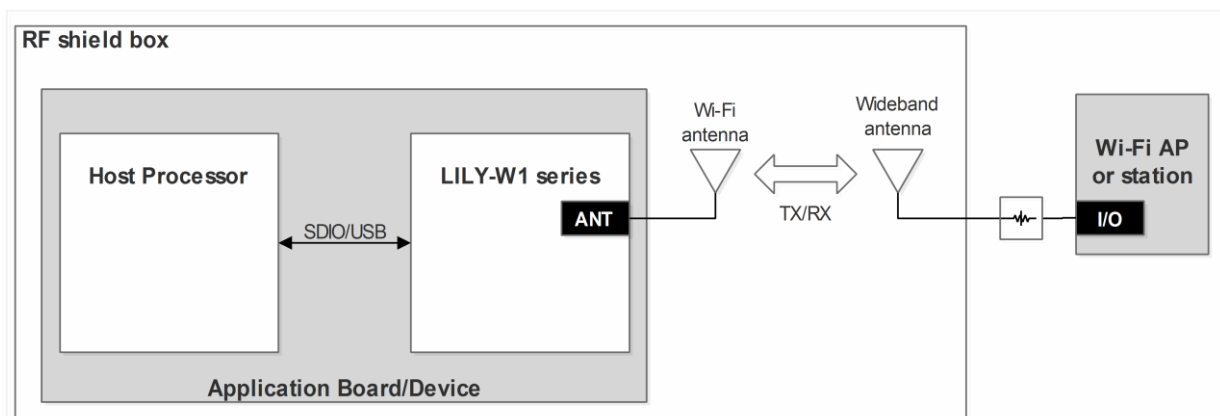 RF shield box
Wi-Fi
antenna
Wideband
antenna
Host Processor
LILY-W1 series
Wi-Fi AP
or station
ANT
TX/RX
I/O
SDIO/USB
Application Board/Device